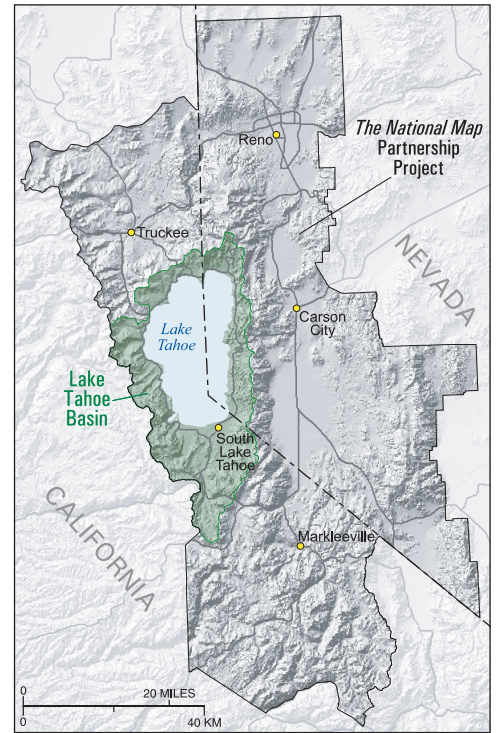 Reno
The National Map
Partnership
Project
Truckee
NEVADA
Carson
City
Lake
Tahoe
Lake
Tahoe
Basin
South
Lake
Tahoe
CALIFORNIA
Markleeville
0 20 MILES
0 40 KM